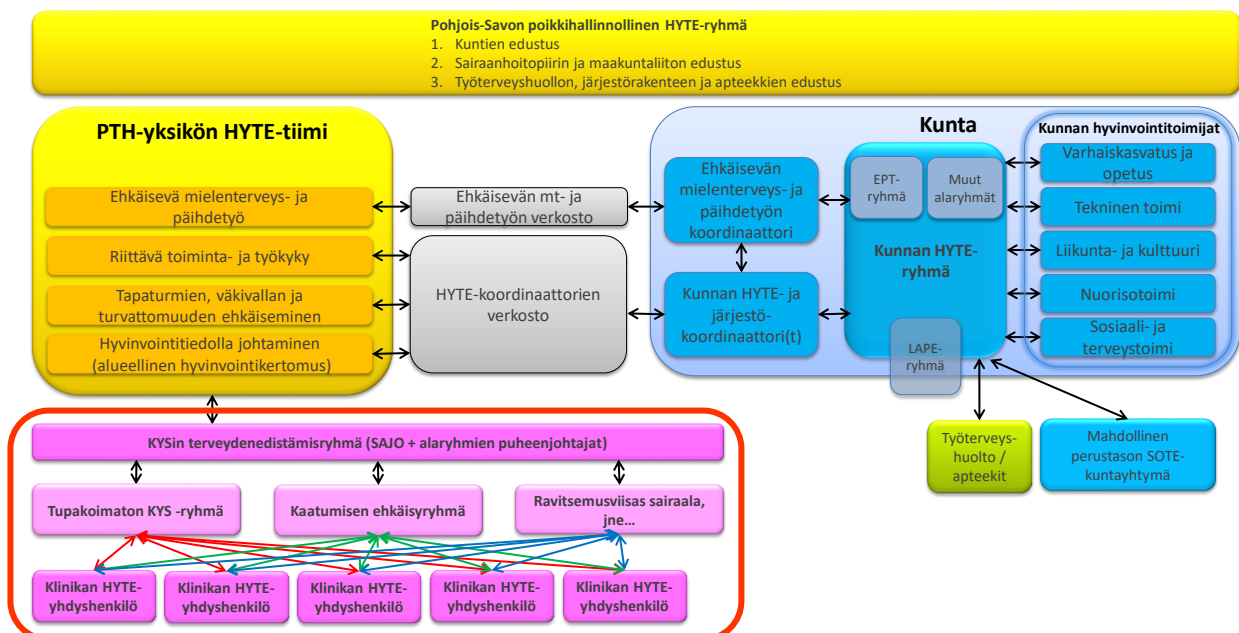 Pohjois-Savon poikkihallinnollinen HYTE-ryhmä
1. Kuntien edustus
2. Sairaanhoitopiirin ja maakuntaliiton edustus
3. Työterveyshuollon, järjestörakenteen ja apteekkien edustus
PTH-yksikön HYTE-tiimi
Ehkäisevä mielenterveys- ja
päihdetyö
Riittävä toiminta- ja työkyky
Tapaturmien, väkivallan ja
turvattomuuden ehkäiseminen
Hyvinvointitiedolla johtaminen
(alueellinen hyvinvointikertomus)
Ehkäisevän mt- ja
päihdetyön verkosto
HYTE-koordinaattorien
verkosto
Kunta
Ehkäisevän
mielenterveys- ja
päihdetyön
koordinaattori
Kunnan HYTE- ja
järjestö-
koordinaattori(t)
EPT-
ryhmä
Muut
alaryhmät
Kunnan HYTE-
ryhmä
LAPE-
ryhmä
Kunnan hyvinvointitoimijat
Varhaiskasvatus ja
opetus
Tekninen toimi
Liikunta- ja kulttuuri
Nuorisotoimi
Sosiaali- ja
terveystoimi
Työterveys-
huolto /
apteekit
Mahdollinen
perustason SOTE-
kuntayhtymä
KYSin terveydenedistämisryhmä (SAJO + alaryhmien puheenjohtajat)
Tupakoimaton KYS -ryhmä
Kaatumisen ehkäisyryhmä
Ravitsemusviisas sairaala,
jne...
Klinikan HYTE-
yhdyshenkilö
Klinikan HYTE-
yhdyshenkilö
Klinikan HYTE-
yhdyshenkilö
Klinikan HYTE-
yhdyshenkilö
Klinikan HYTE-
yhdyshenkilö